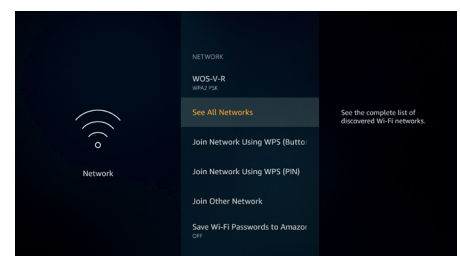 NETWORK
WOS-V-R
WPA2 PSK
See All Networks
See the complete list of
discovered Wi-Fi networks.
Join Network Using WPS (Butto
Network
Join Network Using WPS (PIN)
Join Other Network
Save Wi-Fi Passwords to Amazon
OFF